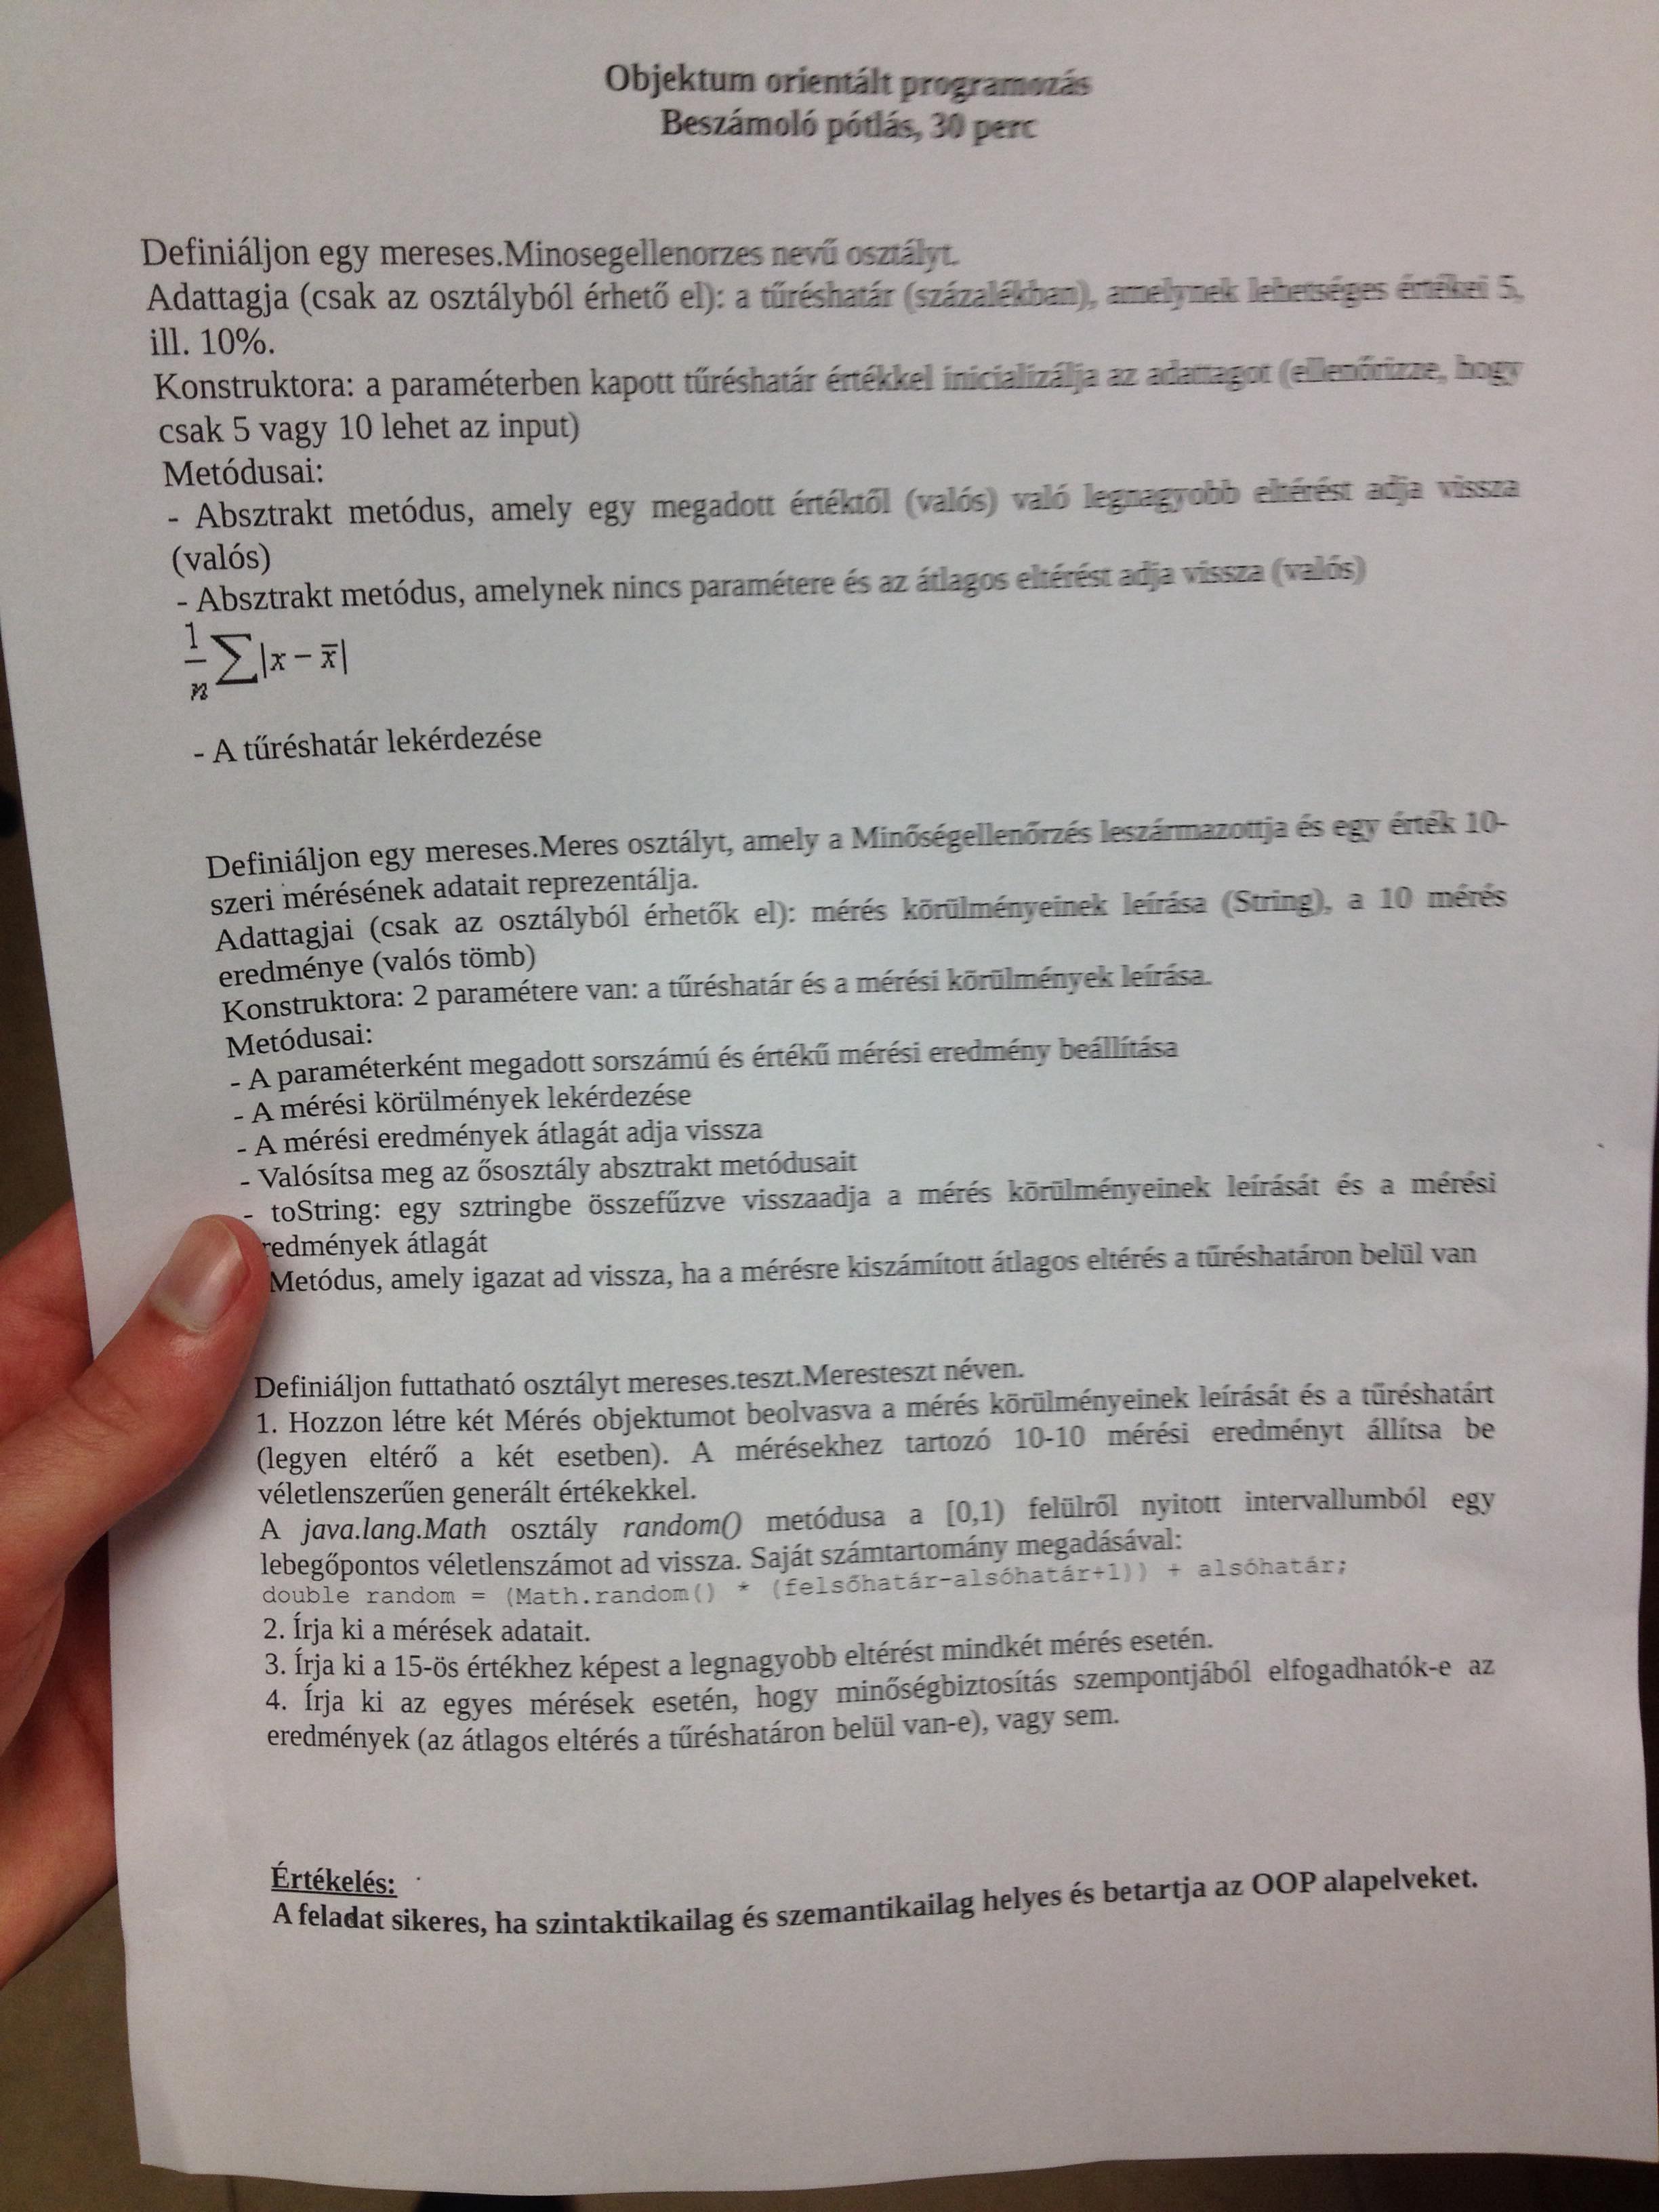 Objektum orientált programozás
Beszámoló pótlás, 30 perc
Definiáljon egy mereses.Minosegellenorzes nevű osztályt.
Adattagja (csak az osztályból érhető el): a tűréshatár (százalékban), amelynek lehetséges értékei 5,
ill. 10%.
Konstruktora: a paraméterben kapott tűréshatár értékkel inicializálja az adattagot (ellenőrizze, hogy
csak 5 vagy 10 lehet az input)
Metódusai:
- Absztrakt metódus, amely egy megadott értéktől (valós) való legnagyobb eltérést adja vissza
(valós)
- Absztrakt metódus, amelynek nincs paramétere és az átlagos eltérést adja vissza (valós)
1/n ∑|x − x̅|
- A tűréshatár lekérdezése
Definiáljon egy mereses.Meres osztályt, amely a Minőségellenőrzés leszármazottja és egy érték 10-
szeri mérésének adatait reprezentálja.
Adattagjai (csak az osztályból érhetők el): mérés körülményeinek leírása (String), a 10 mérés
eredménye (valós tömb)
Konstruktora: 2 paramétere van: a tűréshatár és a mérési körülmények leírása.
Metódusai:
- A paraméterként megadott sorszámú és értékű mérési eredmény beállítása
- A mérési körülmények lekérdezése
- A mérési eredmények átlagát adja vissza
- Valósítsa meg az ősosztály absztrakt metódusait
- toString: egy sztringbe összefűzve visszaadja a mérés körülményeinek leírását és a mérési
redmények átlagát
Metódus, amely igazat ad vissza, ha a mérésre kiszámított átlagos eltérés a tűréshatáron belül van
Definiáljon futtatható osztályt mereses.teszt.Meresteszt néven.
1. Hozzon létre két Mérés objektumot beolvasva a mérés körülményeinek leírását és a tűréshatárt
(legyen eltérő a két esetben). A mérésekhez tartozó 10-10 mérési eredményt állítsa be
véletlenszerűen generált értékekkel.
A java.lang.Math osztály random() metódusa a [0,1) felülről nyitott intervallumból egy
lebegőpontos véletlenszámot ad vissza. Saját számtartomány megadásával:
double random = (Math.random() * (felsőhatár-alsóhatár+1)) + alsóhatár;
2. Írja ki a mérések adatait.
3. Írja ki a 15-ös értékhez képest a legnagyobb eltérést mindkét mérés esetén.
4. Írja ki az egyes mérések esetén, hogy minőségbiztosítás szempontjából elfogadhatók-e az
eredmények (az átlagos eltérés a tűréshatáron belül van-e), vagy sem.
Értékelés:
A feladat sikeres, ha szintaktikailag és szemantikailag helyes és betartja az OOP alapelveket.